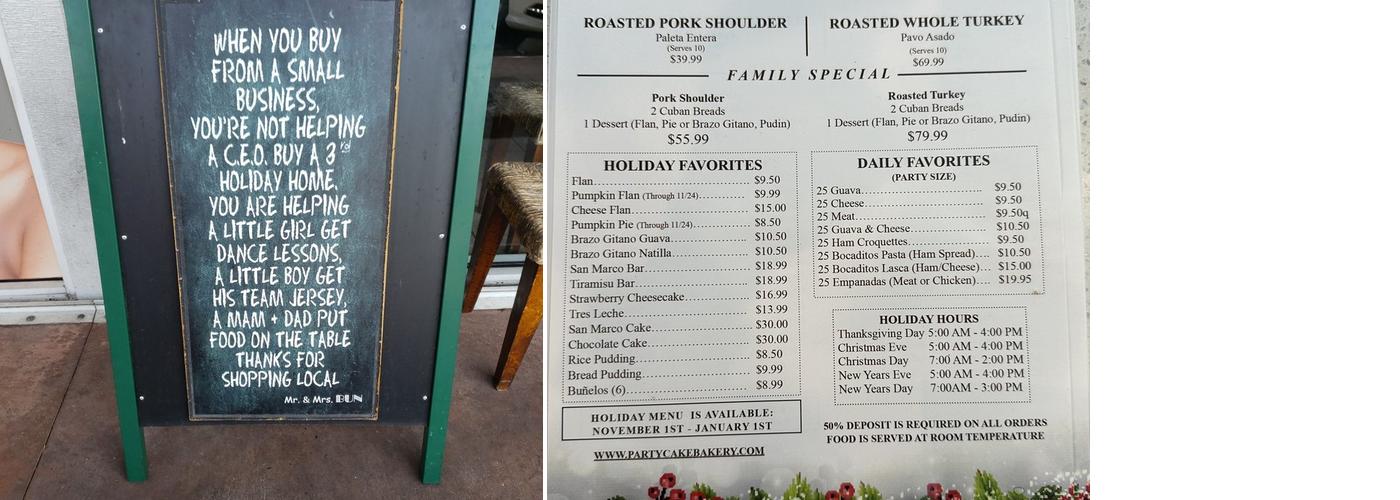 WHEN YOU BUY
FROM A SMALL
BUSINESS,
YOU'RE NOT HELPING
A C.E.O. BUY A 3rd
HOLIDAY HOME.
YOU ARE HELPING
A LITTLE GIRL GET
DANCE LESSONS,
A LITTLE BOY GET
HIS TEAM JERSEY,
A MAM + DAD PUT
FOOD ON THE TABLE
THANKS FOR
SHOPPING LOCAL
Mr. & Mrs. BUN
ROASTED PORK SHOULDER
Paleta Entera
(Serves 10)
$39.99
ROASTED WHOLE TURKEY
Pavo Asado
(Serves 10)
$69.99
FAMILY SPECIAL
Pork Shoulder
2 Cuban Breads
1 Dessert (Flan, Pie or Brazo Gitano, Pudin)
$55.99
Roasted Turkey
2 Cuban Breads
1 Dessert (Flan, Pie or Brazo Gitano, Pudin)
$79.99
HOLIDAY FAVORITES
Flan $9.50
Pumpkin Flan (Through 11/24) $9.99
Cheese Flan $15.00
Pumpkin Pie (Through 11/24) $8.50
Brazo Gitano Guava $10.50
Brazo Gitano Natilla $10.50
San Marco Bar $18.99
Tiramisu Bar $18.99
Strawberry Cheesecake $16.99
Tres Leche $13.99
San Marco Cake $30.00
Chocolate Cake $30.00
Rice Pudding $8.50
Bread Pudding $9.99
Buñelos (6) $8.99
HOLIDAY MENU IS AVAILABLE:
NOVEMBER 1ST - JANUARY 1ST
WWW.PARTYCAKEBAKERY.COM
DAILY FAVORITES
(PARTY SIZE)
25 Guava $9.50
25 Cheese $9.50
25 Meat $9.50q
25 Guava & Cheese $10.50
25 Ham Croquettes $9.50
25 Bocaditos Pasta (Ham Spread) $10.50
25 Bocaditos Lasca (Ham/Cheese) $15.00
25 Empanadas (Meat or Chicken) $19.95
HOLIDAY HOURS
Thanksgiving Day 5:00 AM - 4:00 PM
Christmas Eve 5:00 AM - 4:00 PM
Christmas Day 7:00 AM - 2:00 PM
New Years Eve 5:00 AM - 4:00 PM
New Years Day 7:00AM - 3:00 PM
50% DEPOSIT IS REQUIRED ON ALL ORDERS
FOOD IS SERVED AT ROOM TEMPERATURE